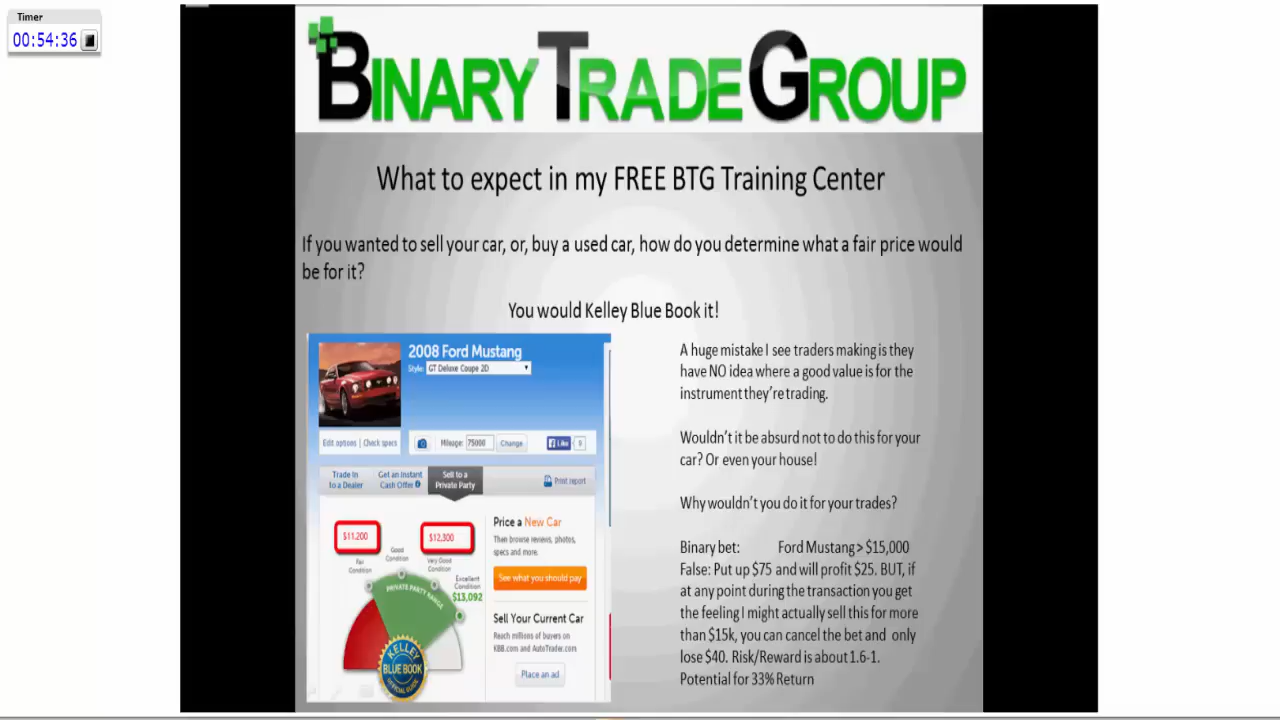 Timer
00:54:36
BINARY TRADE GROUP
What to expect in my FREE BTG Training Center
If you wanted to sell your car, or, buy a used car, how do you determine what a fair price would
be for it?
You would Kelley Blue Book it!
2008 Ford Mustang
Style: GT Deluxe Coupe 2D
Edit options | Check specs
Mileage: 75000 Change
Like 9
Trade In
to a Dealer
Get an Instant
Cash Offer
Sell to a
Private Party
Print report
$11,200
Fair
Condition
Good
Condition
$12,300
Very Good
Condition
Excellent
Condition
$13,092
PRIVATE PARTY RANGE
KELLEY
BLUE BOOK
OFFICIAL GUIDE
Price a New Car
Then browse reviews, photos,
specs and more.
See what you should pay
Sell Your Current Car
Reach millions of buyers on
KBB.com and AutoTrader.com
Place an ad
A huge mistake I see traders making is they
have NO idea where a good value is for the
instrument they're trading.
Wouldn't it be absurd not to do this for your
car? Or even your house!
Why wouldn't you do it for your trades?
Binary bet: Ford Mustang > $15,000
False: Put up $75 and will profit $25. BUT, if
at any point during the transaction you get
the feeling I might actually sell this for more
than $15k, you can cancel the bet and only
lose $40. Risk/Reward is about 1.6-1.
Potential for 33% Return